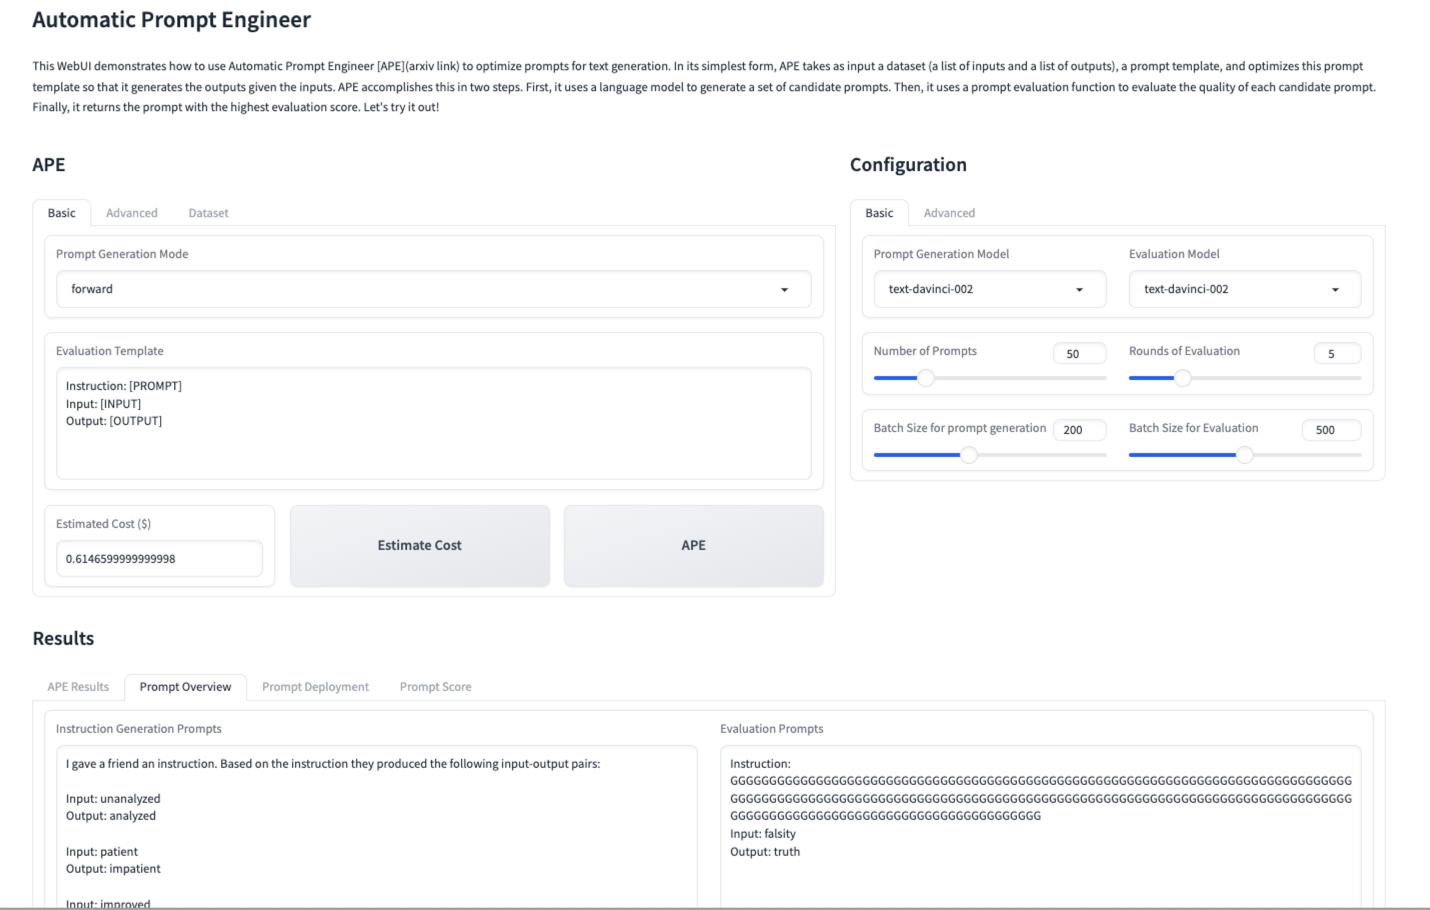 Automatic Prompt Engineer
This WebUI demonstrates how to use Automatic Prompt Engineer [APE](arxiv link) to optimize prompts for text generation. In its simplest form, APE takes as input a dataset (a list of inputs and a list of outputs), a prompt template, and optimizes this prompt
template so that it generates the outputs given the inputs. APE accomplishes this in two steps. First, it uses a language model to generate a set of candidate prompts. Then, it uses a prompt evaluation function to evaluate the quality of each candidate prompt.
Finally, it returns the prompt with the highest evaluation score. Let's try it out!
APE
Basic Advanced Dataset
Prompt Generation Mode
forward
Evaluation Template
Instruction: [PROMPT]
Input: [INPUT]
Output: [OUTPUT]
Estimated Cost ($)
0.6146599999999998
Estimate Cost
APE
Configuration
Basic Advanced
Prompt Generation Model
text-davinci-002
Evaluation Model
text-davinci-002
Number of Prompts 50
Rounds of Evaluation 5
Batch Size for prompt generation 200
Batch Size for Evaluation 500
Results
APE Results Prompt Overview Prompt Deployment Prompt Score
Instruction Generation Prompts
I gave a friend an instruction. Based on the instruction they produced the following input-output pairs:
Input: unanalyzed
Output: analyzed
Input: patient
Output: impatient
Input: improved
Evaluation Prompts
Instruction:
GGGGGGGGGGGGGGGGGGGGGGGGGGGGGGGGGGGGGGGGGGGGGGGGGGGGGGGGGGGGGGGGGGGGGGGGGGGGGGGG
GGGGGGGGGGGGGGGGGGGGGGGGGGGGGGGGGGGGGGGGGGGGGGGGGGGGGGGGGGGGGGGGGGGGGGGGGGGGGGGG
GGGGGGGGGGGGGGGGGGGGGGGGGGGGGGGGGGGGGGGG
Input: falsity
Output: truth